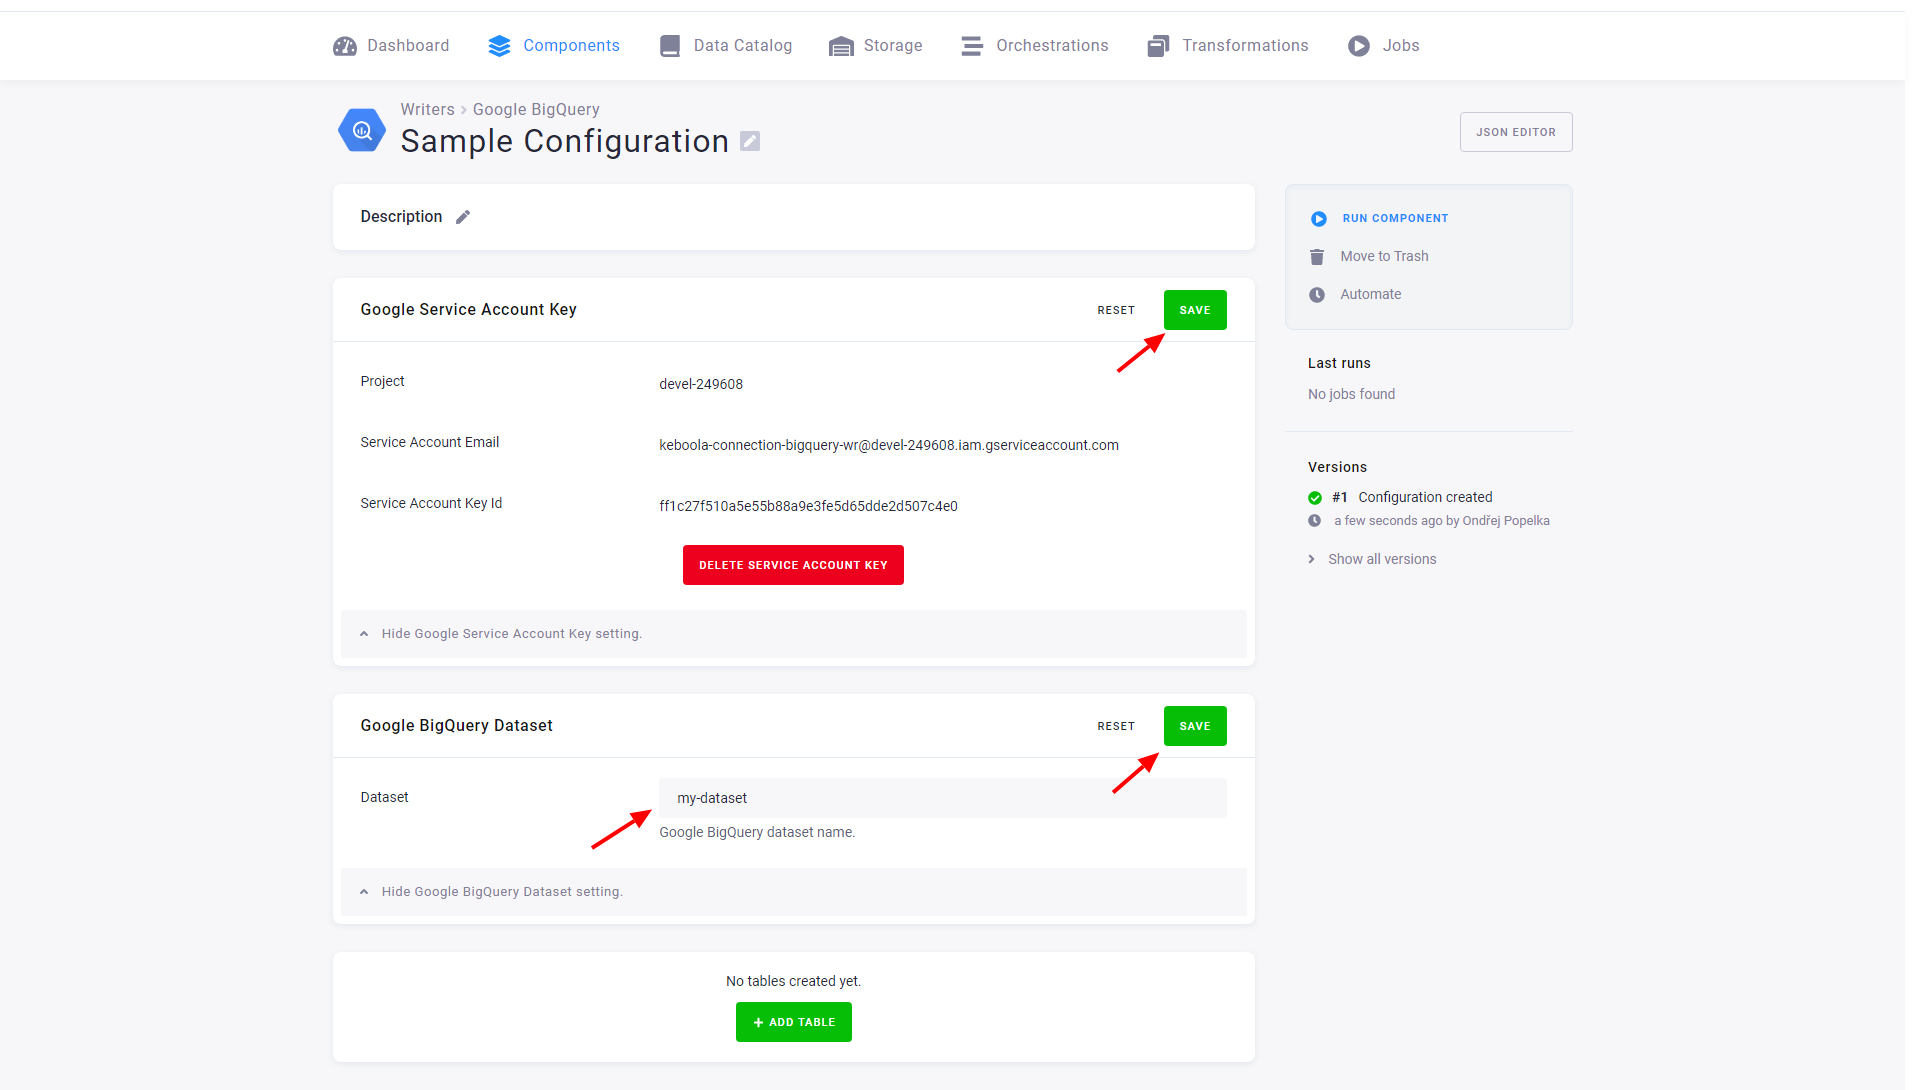 Dashboard
Components
Data Catalog
Storage
Orchestrations
Transformations
Jobs
Writers › Google BigQuery
Sample Configuration
JSON EDITOR
Description
Google Service Account Key
RESET
SAVE
Project
devel-249608
Service Account Email
keboola-connection-bigquery-wr@devel-249608.iam.gserviceaccount.com
Service Account Key Id
ff1c27f510a5e55b88a9e3fe5d65dde2d507c4e0
DELETE SERVICE ACCOUNT KEY
Hide Google Service Account Key setting.
Google BigQuery Dataset
RESET
SAVE
Dataset
my-dataset
Google BigQuery dataset name.
Hide Google BigQuery Dataset setting.
No tables created yet.
+ ADD TABLE
RUN COMPONENT
Move to Trash
Automate
Last runs
No jobs found
Versions
#1 Configuration created
a few seconds ago by Ondřej Popelka
Show all versions